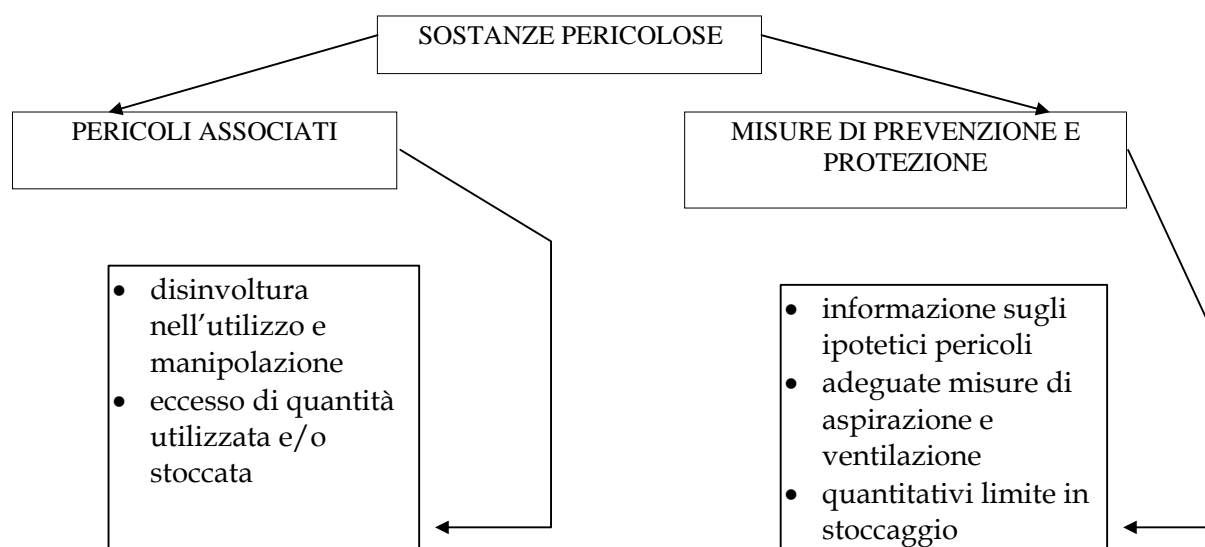 SOSTANZE PERICOLOSE
PERICOLI ASSOCIATI
MISURE DI PREVENZIONE E
PROTEZIONE
• disinvoltura
nell’utilizzo e
manipolazione
• eccesso di quantità
utilizzata e/o
stoccata
• informazione sugli
ipotetici pericoli
• adeguate misure di
aspirazione e
ventilazione
• quantitativi limite in
stoccaggio